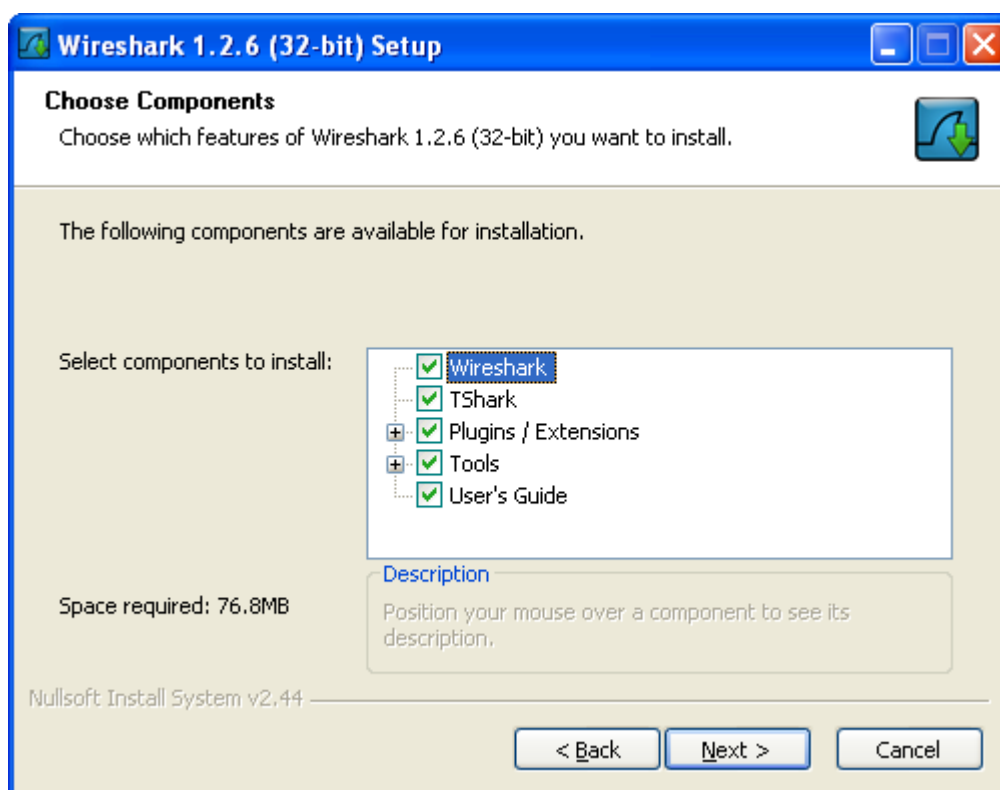 Wireshark 1.2.6 (32-bit) Setup
Choose Components
Choose which features of Wireshark 1.2.6 (32-bit) you want to install.
The following components are available for installation.
Select components to install:
Wireshark
TShark
Plugins / Extensions
Tools
User's Guide
Space required: 76.8MB
Description
Position your mouse over a component to see its
description.
Nullsoft Install System v2.44
< Back
Next >
Cancel